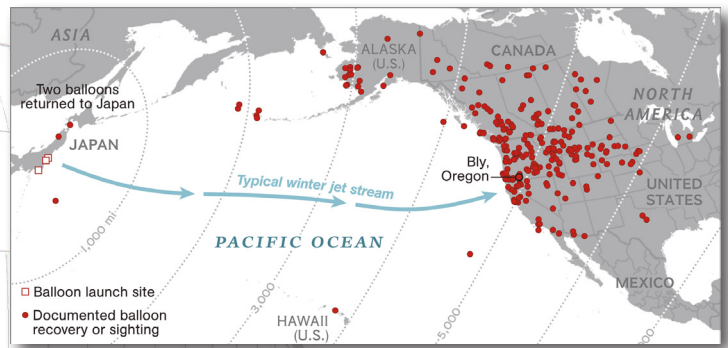 ASIA
ALASKA
(U.S.)
CANADA
Two balloons
returned to Japan
NORTH
AMERICA
JAPAN
Bly,
Oregon
Typical winter jet stream
UNITED
STATES
1,000 mi
PACIFIC OCEAN
3,000
5,000
MEXICO
HAWAII
(U.S.)
Balloon launch site
Documented balloon
recovery or sighting